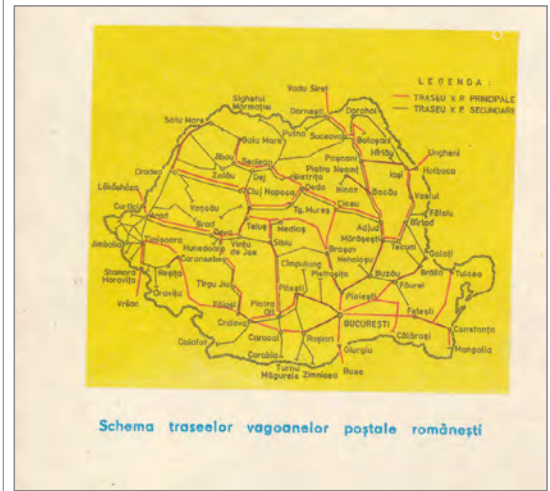 LEGENDA :
TRASEU V. P. PRINCIPALE
TRASEU V. P. SECUNDARE
Vadu Siret
Sighetul
Marmației
Dornești
Dorohoi
Satu Mare
Putna
Suceava
Botoșani
Baia Mare
Hîrlău
Ungheni
Jibou
Beclean
Pașcani
Iași
Holboca
Piatra Neamț
Oradea
Zalău
Dej
Bistrița
Bicaz
Vaslui
Lököshàza
Cluj Napoca
Deda
Bacău
Curtici
Vașcău
Tg. Mureș
Ciceu
Fălciu
Arad
Brad
Teiuș
Mediaș
Adjud
Bîrlad
Jimbolia
Timișoara
Deva
Mărășești
Hunedoara
Vințu
de Jos
Sibiu
Brașov
Tecuci
Galați
Caransebeș
Cîmpulung
Nehoiașu
Stamora
Moravița
Reșița
Pietroșița
Buzău
Brăila
Tulcea
Oravița
Tîrgu Jiu
Pitești
Făurei
Vršac
Filiași
Piatra
Olt
Ploiești
Fetești
Craiova
BUCUREȘTI
Constanța
Caracal
Roșiori
Călărași
Calafat
Corabia
Giurgiu
Mangalia
Turnu
Măgurele
Zimnicea
Ruse
Schema traseelor vagoanelor poștale românești